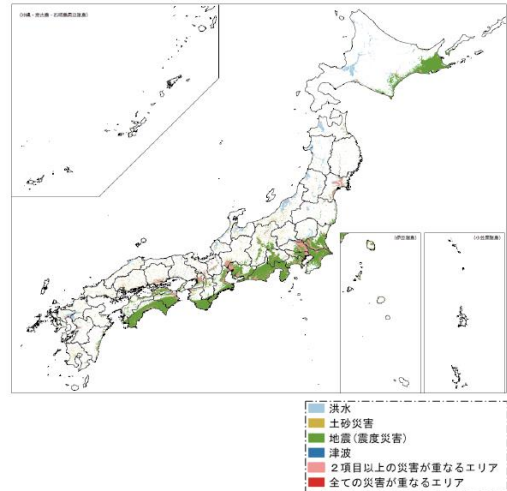 洪水
土砂災害
地震(震度災害)
津波
２項目以上の災害が重なるエリア
全ての災害が重なるエリア